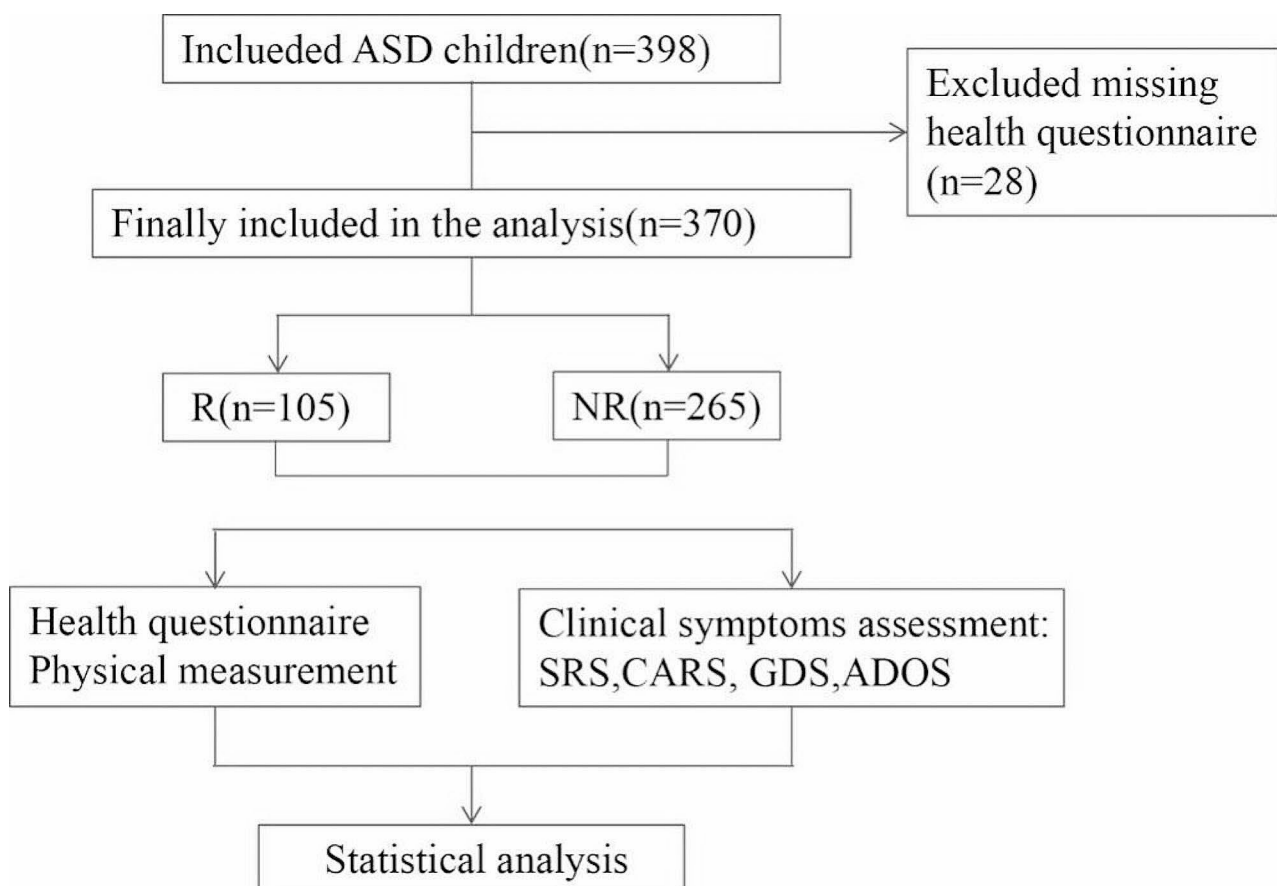 Inclueded ASD children(n=398)
Excluded missing
health questionnaire
(n=28)
Finally included in the analysis(n=370)
R(n=105)
NR(n=265)
Health questionnaire
Physical measurement
Clinical symptoms assessment:
SRS,CARS, GDS,ADOS
Statistical analysis